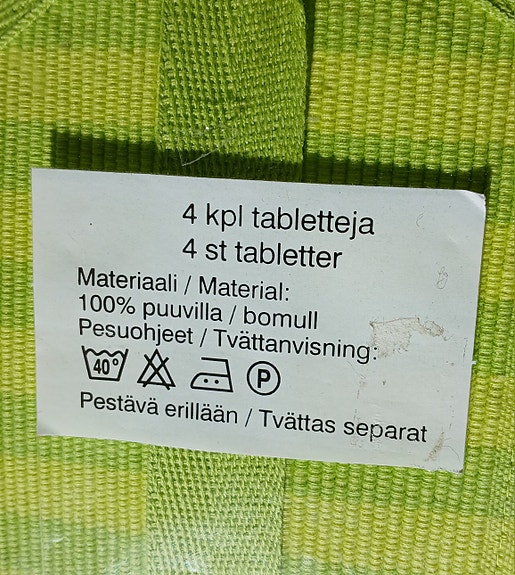 4 kpl tabletteja
4 st tabletter
Materiaali / Material:
100% puuvilla / bomull
Pesuohjeet / Tvättanvisning:
40° P
Pestävä erillään / Tvättas separat